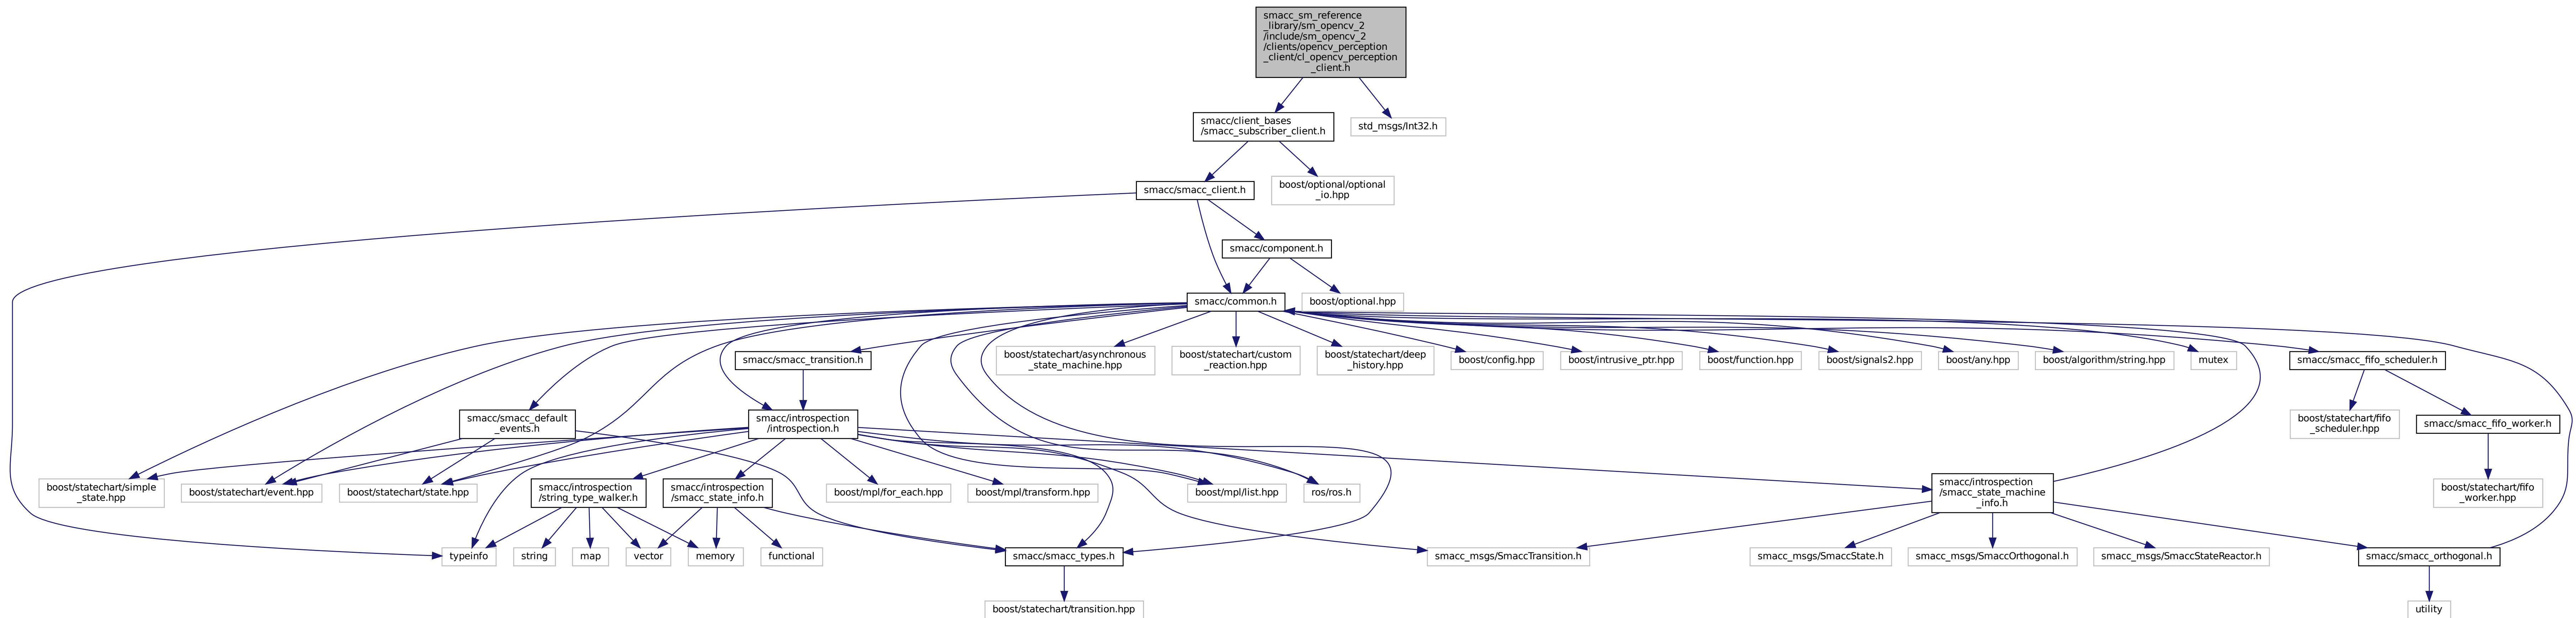 smacc_sm_reference
_library/sm_opencv_2
/include/sm_opencv_2
/clients/opencv_perception
_client/cl_opencv_perception
_client.h
smacc/client_bases
/smacc_subscriber_client.h
std_msgs/Int32.h
smacc/smacc_client.h
boost/optional/optional
_io.hpp
smacc/component.h
smacc/common.h
boost/optional.hpp
smacc/smacc_transition.h
boost/statechart/asynchronous
_state_machine.hpp
boost/statechart/custom
_reaction.hpp
boost/statechart/deep
_history.hpp
boost/config.hpp
boost/intrusive_ptr.hpp
boost/function.hpp
boost/signals2.hpp
boost/any.hpp
boost/algorithm/string.hpp
mutex
smacc/smacc_fifo_scheduler.h
smacc/smacc_default
_events.h
smacc/introspection
/introspection.h
boost/statechart/fifo
_scheduler.hpp
smacc/smacc_fifo_worker.h
boost/statechart/simple
_state.hpp
boost/statechart/event.hpp
boost/statechart/state.hpp
smacc/introspection
/string_type_walker.h
smacc/introspection
/smacc_state_info.h
boost/mpl/for_each.hpp
boost/mpl/transform.hpp
boost/mpl/list.hpp
ros/ros.h
smacc/introspection
/smacc_state_machine
_info.h
boost/statechart/fifo
_worker.hpp
typeinfo
string
map
vector
memory
functional
smacc/smacc_types.h
smacc_msgs/SmaccTransition.h
smacc_msgs/SmaccState.h
smacc_msgs/SmaccOrthogonal.h
smacc_msgs/SmaccStateReactor.h
smacc/smacc_orthogonal.h
boost/statechart/transition.hpp
utility